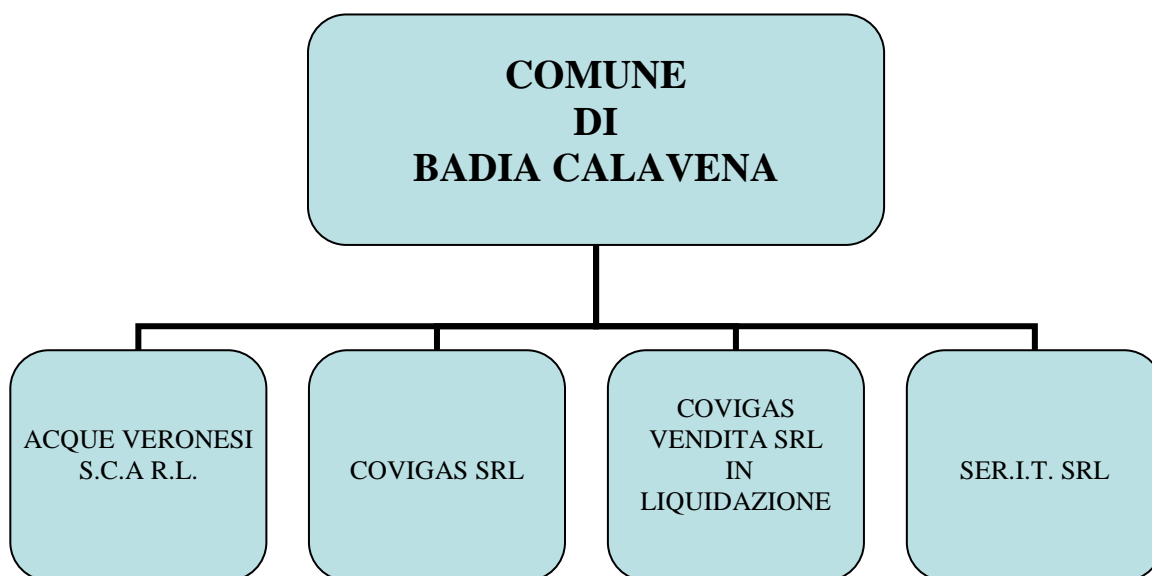 COMUNE
DI
BADIA CALAVENA
ACQUE VERONESI
S.C.A R.L.
COVIGAS SRL
COVIGAS
VENDITA SRL
IN
LIQUIDAZIONE
SER.I.T. SRL